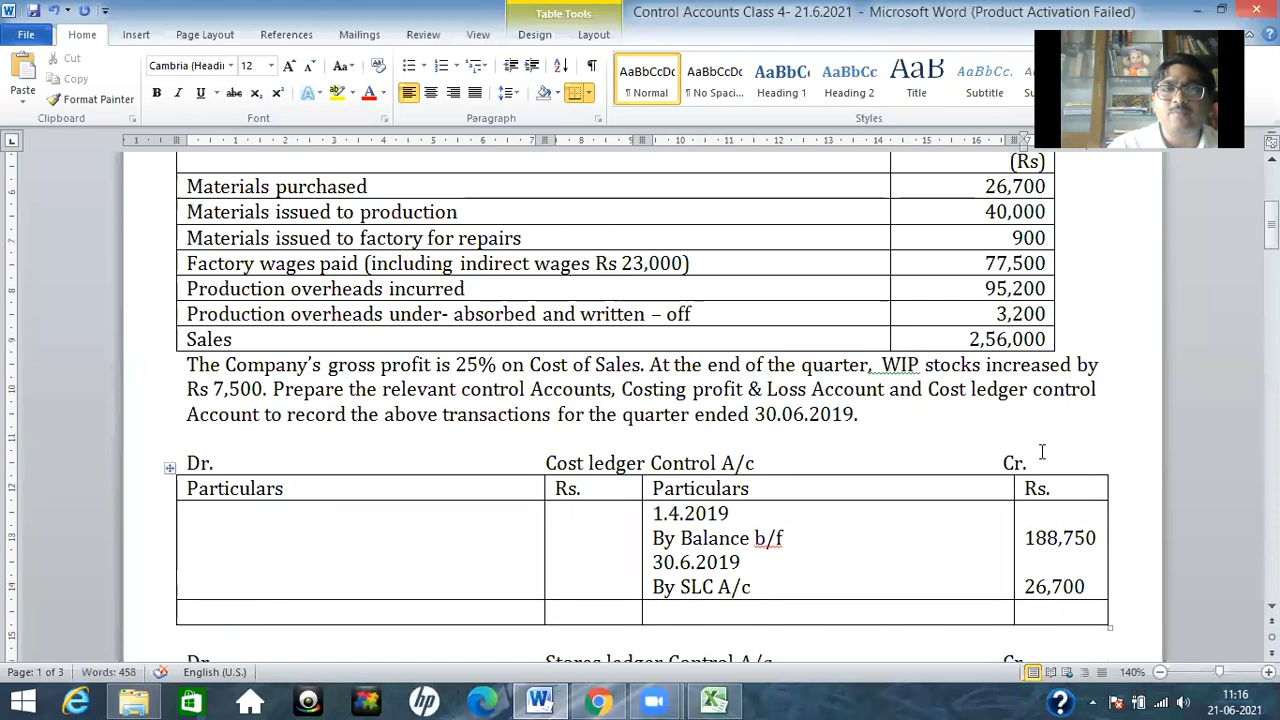 Table Tools
Control Accounts Class 4- 21.6.2021 - Microsoft Word (Product Activation Failed)
File Home Insert Page Layout References Mailings Review View Design Layout
Cut
Copy
Format Painter
Paste
Clipboard
Cambria (Headi 12
Font
Paragraph
AaBbCcDc AaBbCcDc AaBbCc AaBbCc AaB AaBbCcL
¶ Normal ¶ No Spaci... Heading 1 Heading 2 Title Subtitle
Styles
(Rs)
Materials purchased 26,700
Materials issued to production 40,000
Materials issued to factory for repairs 900
Factory wages paid (including indirect wages Rs 23,000) 77,500
Production overheads incurred 95,200
Production overheads under- absorbed and written – off 3,200
Sales 2,56,000
The Company's gross profit is 25% on Cost of Sales. At the end of the quarter, WIP stocks increased by
Rs 7,500. Prepare the relevant control Accounts, Costing profit & Loss Account and Cost ledger control
Account to record the above transactions for the quarter ended 30.06.2019.
Dr. Cost ledger Control A/c Cr.
Particulars Rs. Particulars Rs.
1.4.2019
By Balance b/f 188,750
30.6.2019
By SLC A/c 26,700
Dr. Stores ledger Control A/c Cr.
Page: 1 of 3 Words: 458 English (U.S.) 140%
11:16
21-06-2021